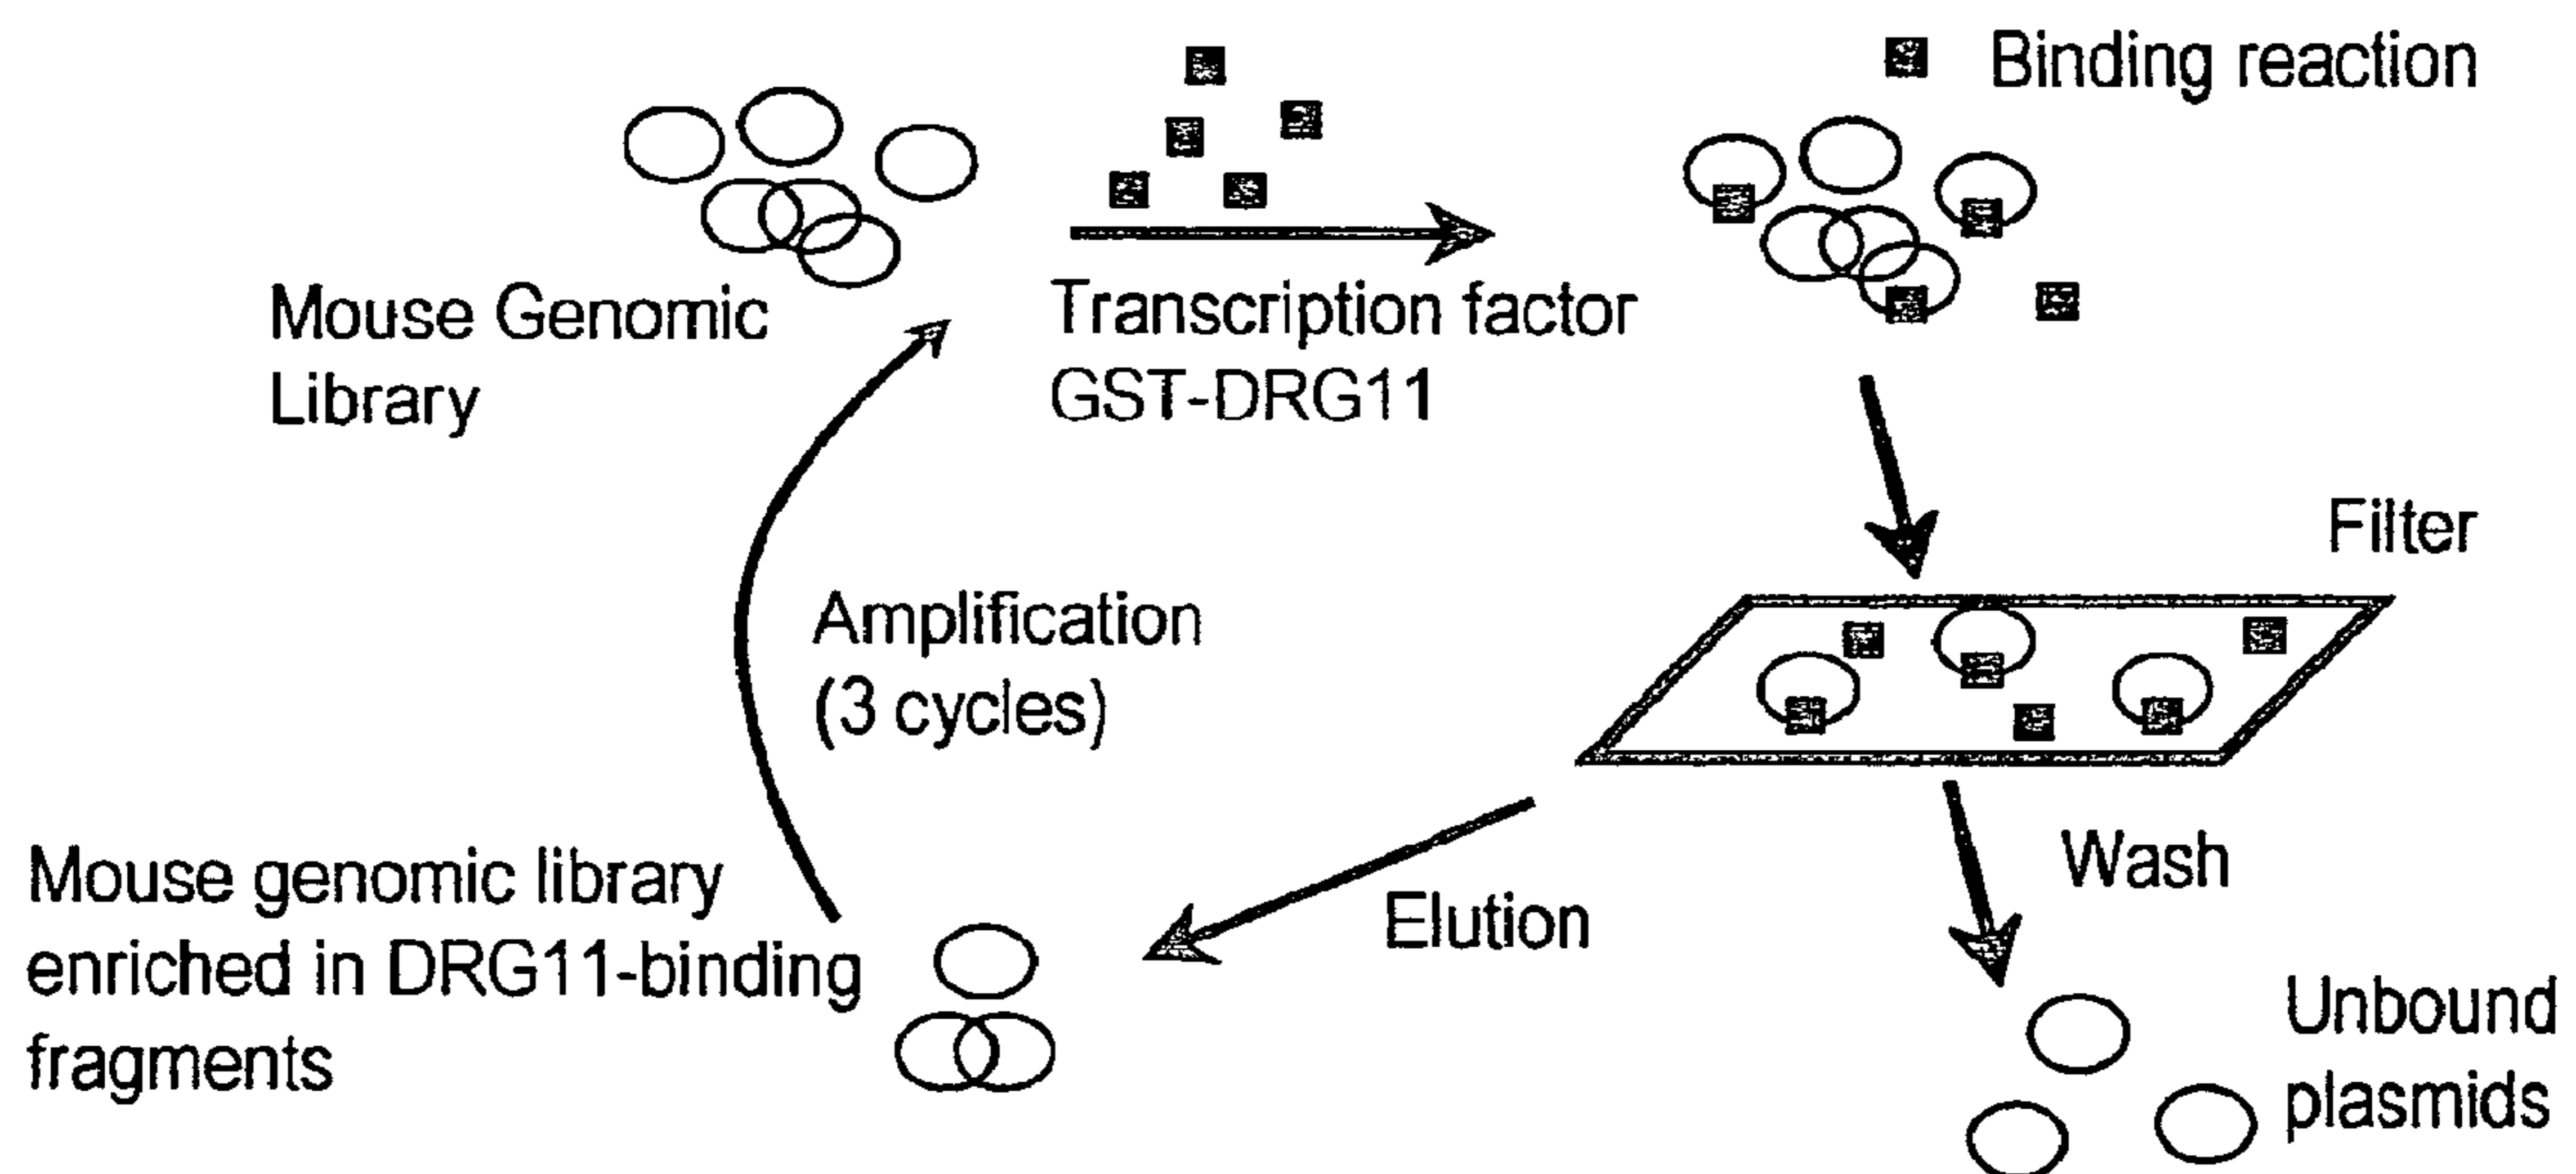 Binding reaction
Mouse Genomic
Library
Transcription factor
GST-DRG11
Filter
Amplification
(3 cycles)
Wash
Elution
Mouse genomic library
enriched in DRG11-binding
fragments
Unbound
plasmids